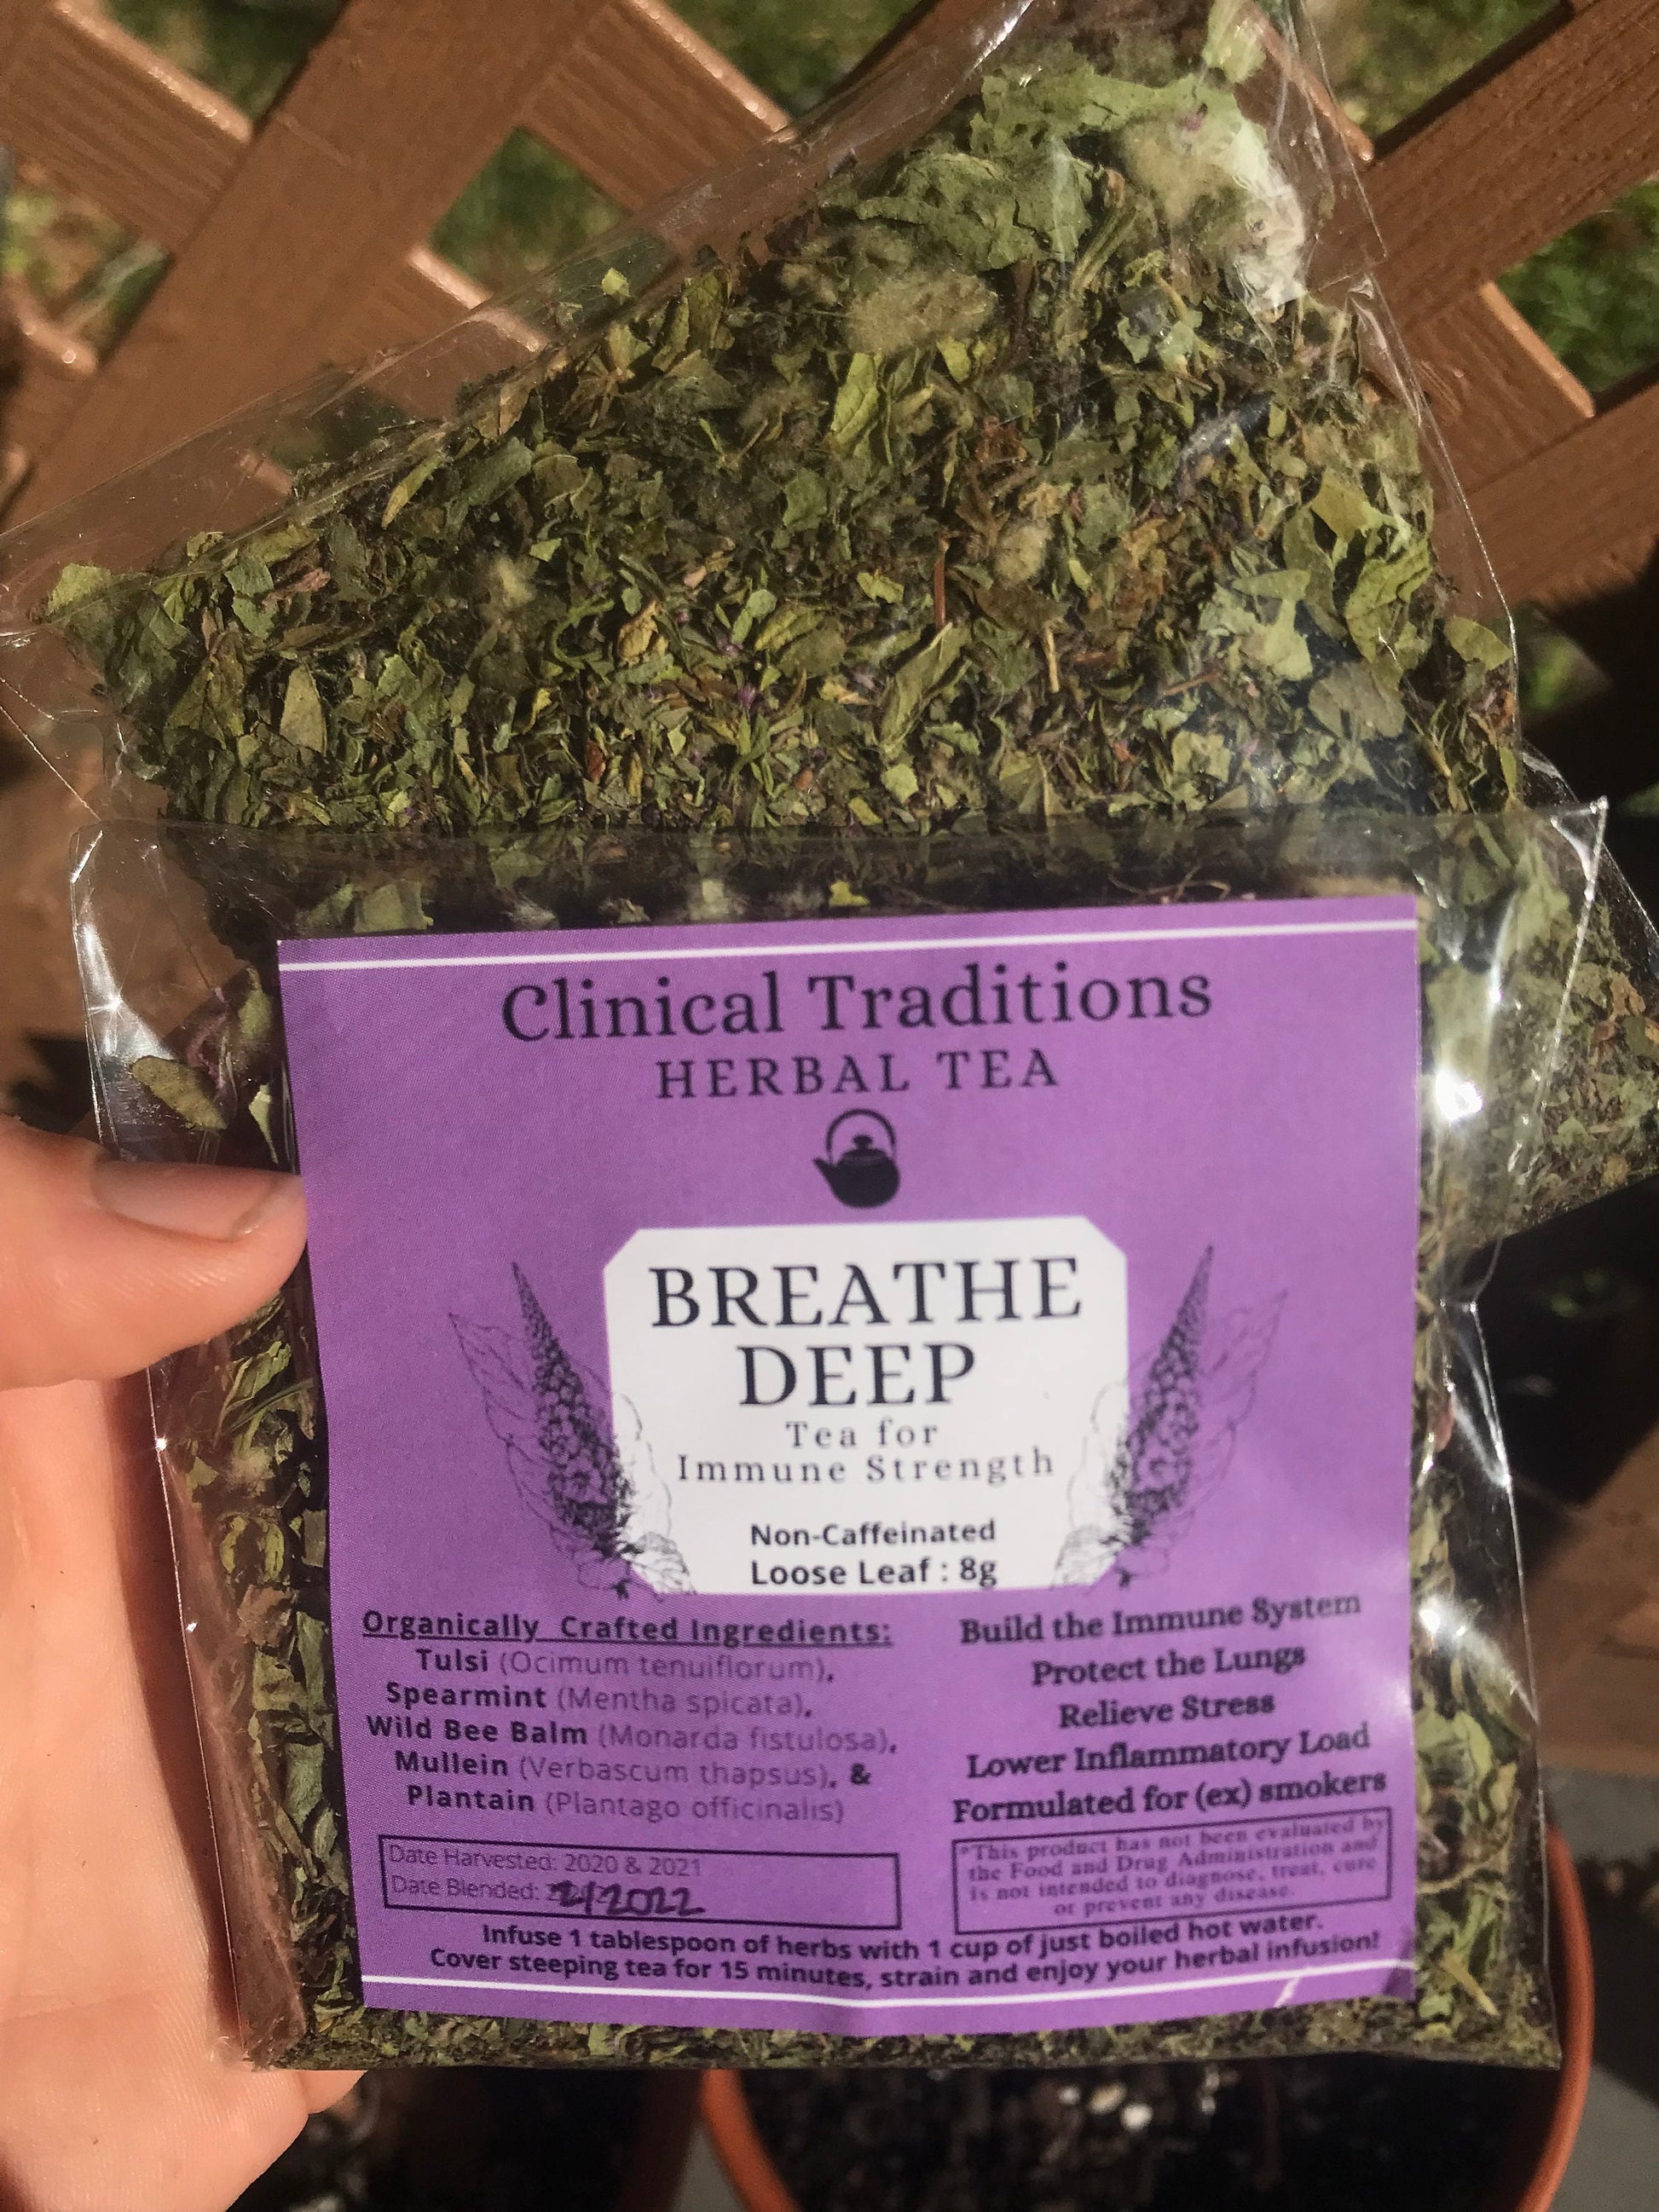 Clinical Traditions
HERBAL TEA
BREATHE
DEEP
Tea for
Immune Strength
Non-Caffeinated
Loose Leaf : 8g
Organically Crafted Ingredients:
Tulsi (Ocimum tenuiflorum),
Spearmint (Mentha spicata),
Wild Bee Balm (Monarda fistulosa),
Mullein (Verbascum thapsus), &
Plantain (Plantago officinalis)
Date Harvested: 2020 & 2021
Date Blended: 2/2022
Build the Immune System
Protect the Lungs
Relieve Stress
Lower Inflammatory Load
Formulated for (ex) smokers
*This product has not been evaluated by
the Food and Drug Administration and
is not intended to diagnose, treat, cure
or prevent any disease.
Infuse 1 tablespoon of herbs with 1 cup of just boiled hot water.
Cover steeping tea for 15 minutes, strain and enjoy your herbal infusion!